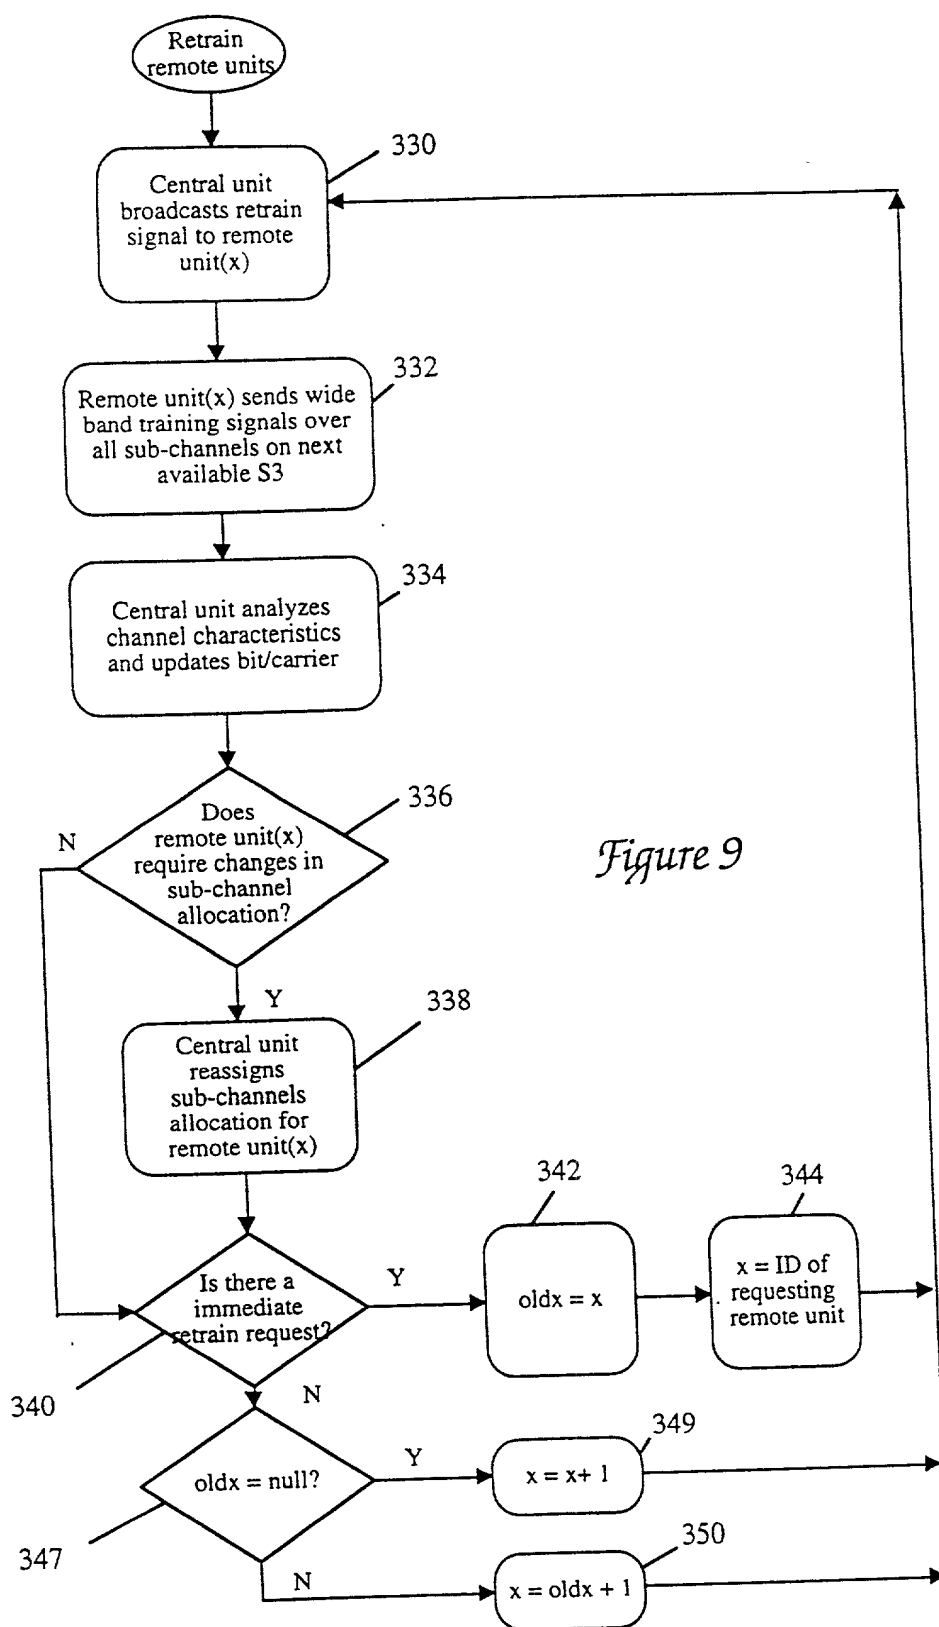 Retrain
remote units
330
Central unit
broadcasts retrain
signal to remote
unit(x)
332
Remote unit(x) sends wide
band training signals over
all sub-channels on next
available S3
334
Central unit analyzes
channel characteristics
and updates bit/carrier
336
N
Does
remote unit(x)
require changes in
sub-channel
allocation?
Figure 9
Y
338
Central unit
reassigns
sub-channels
allocation for
remote unit(x)
342
344
Is there a
immediate
retrain request?
Y
oldx = x
x = ID of
requesting
remote unit
340
N
349
oldx = null?
Y
x = x+ 1
347
350
N
x = oldx + 1